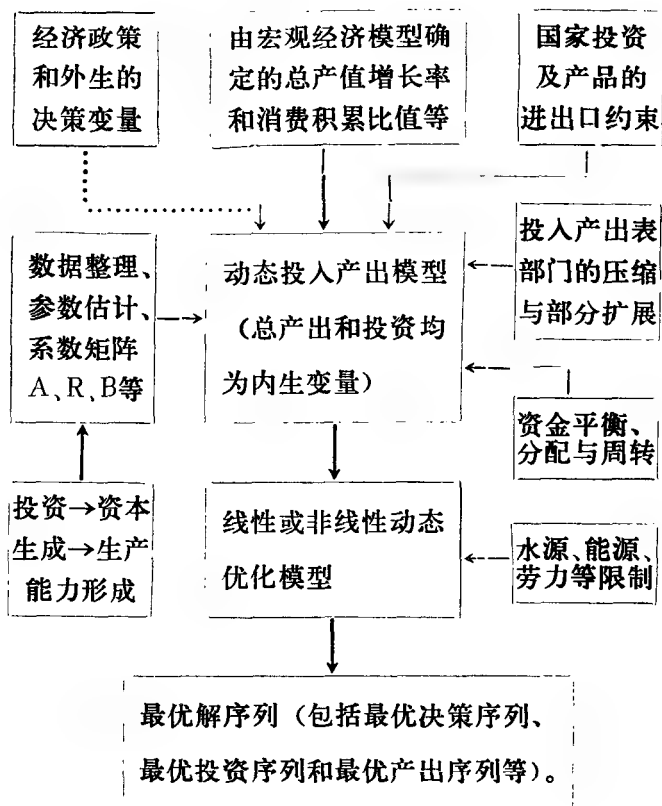 经济政策
和外生的
决策变量
由宏观经济模型确
定的总产值增长率
和消费积累比值等
国家投资
及产品的
进出口约束
数据整理、
参数估计、
系数矩阵
A、R、B等
动态投入产出模型
（总产出和投资均
为内生变量）
投入产出表
部门的压缩
与部分扩展
资金平衡、
分配与周转
投资→资本
生成→生产
能力形成
线性或非线性动态
优化模型
水源、能源、
劳力等限制
最优解序列（包括最优决策序列、
最优投资序列和最优产出序列等）。